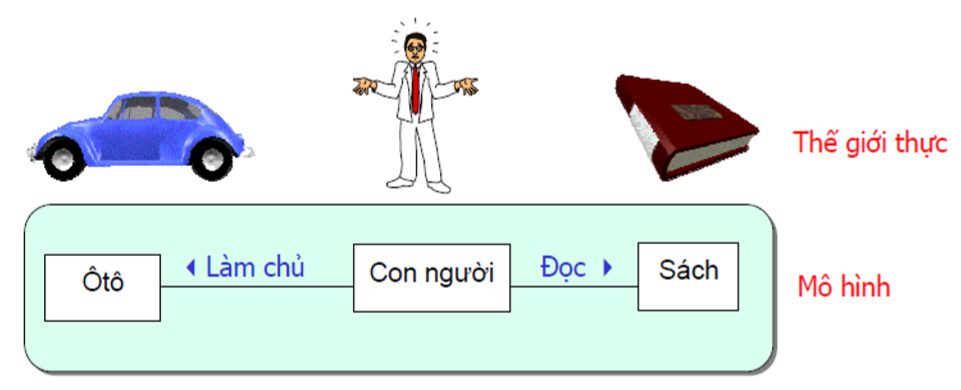 Thế giới thực
Ôtô
Làm chủ
Con người
Đọc
Sách
Mô hình